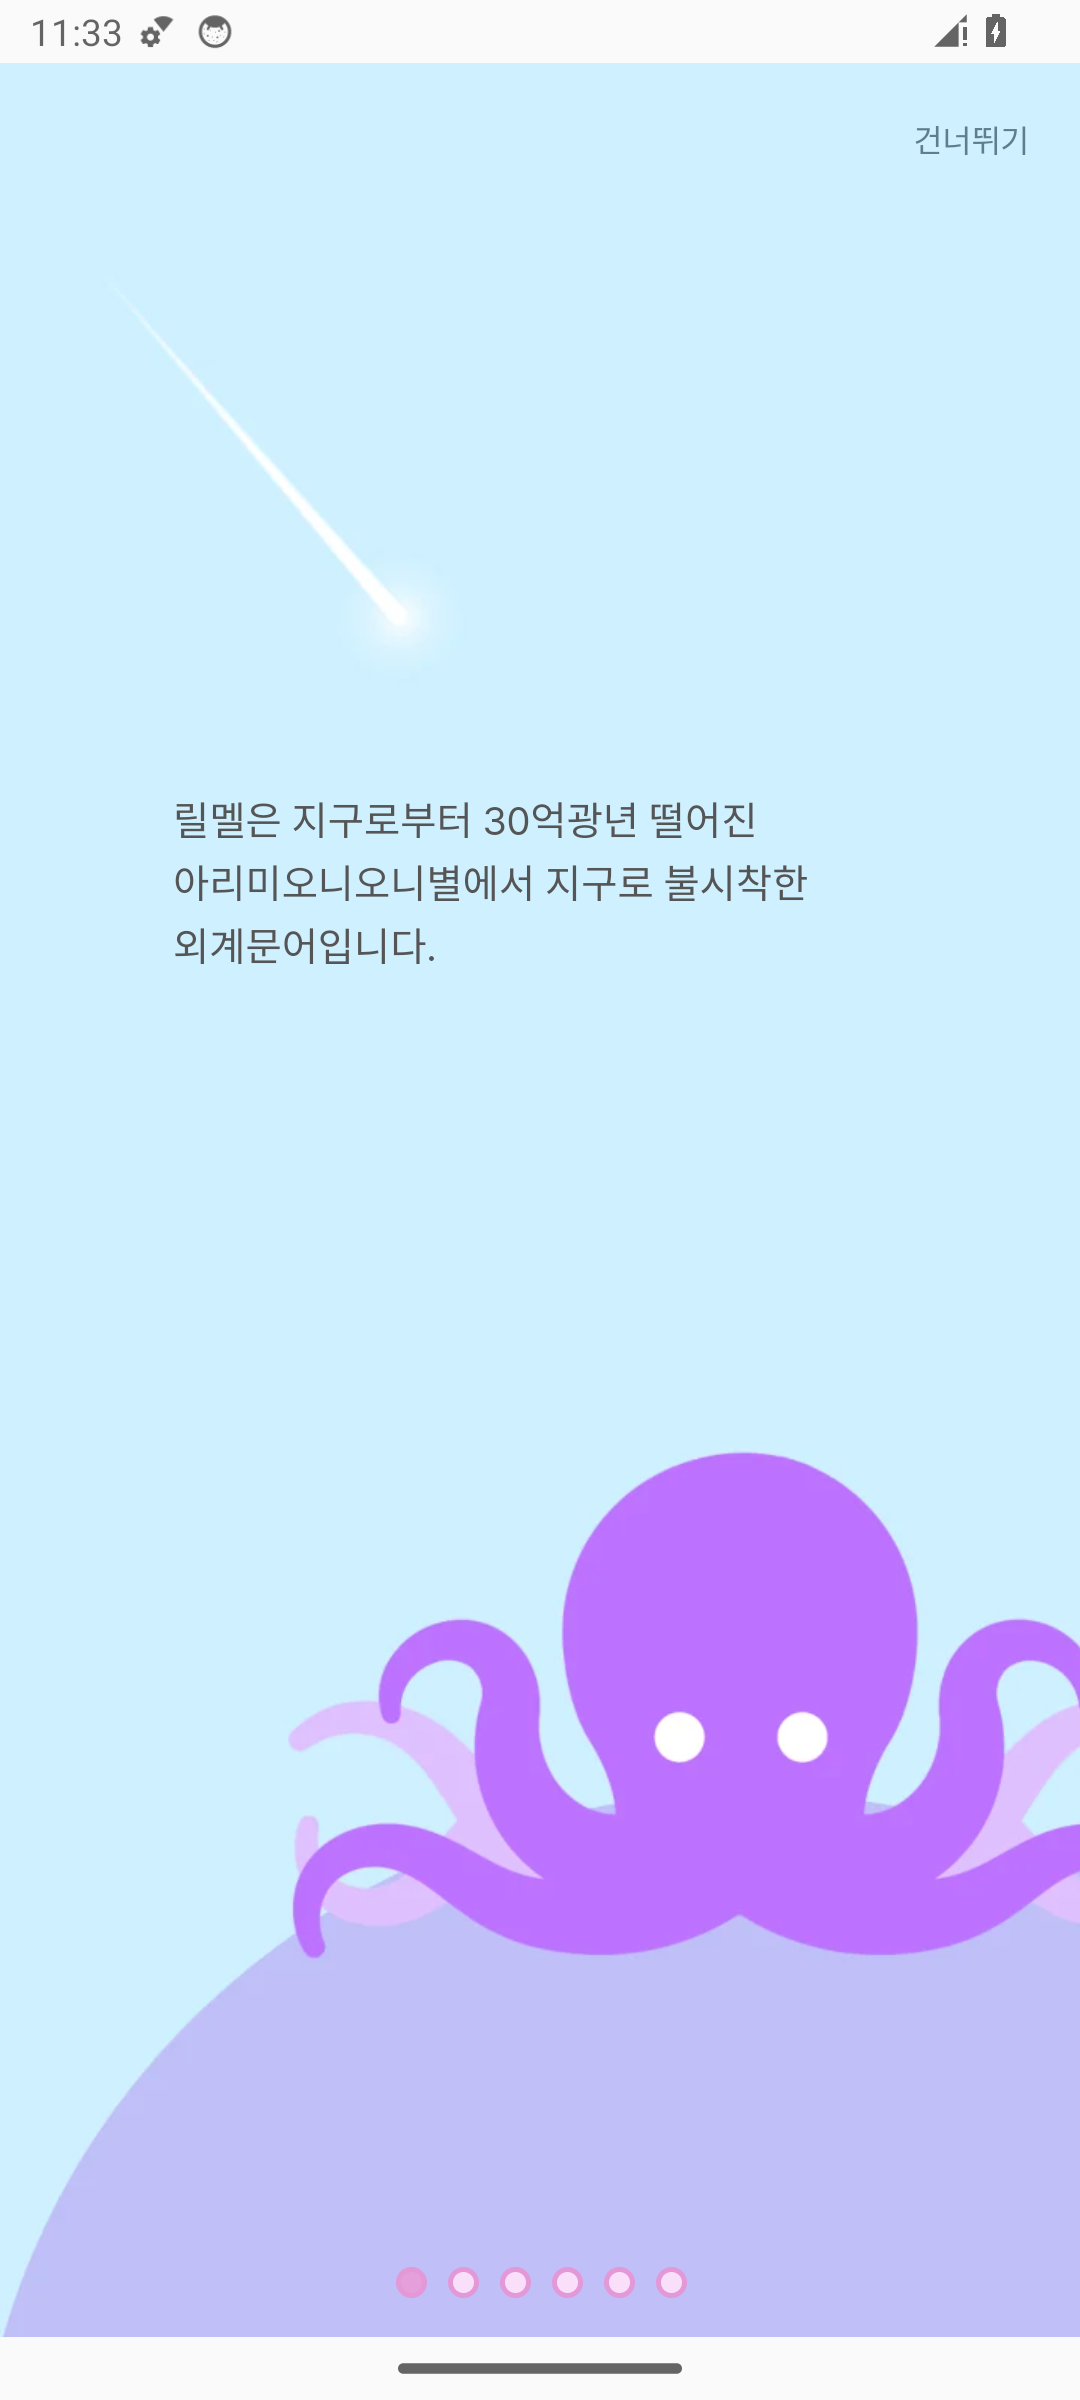 11:33
건너뛰기
릴멜은 지구로부터 30억광년 떨어진
아리미오니오니별에서 지구로 불시착한
외계문어입니다.